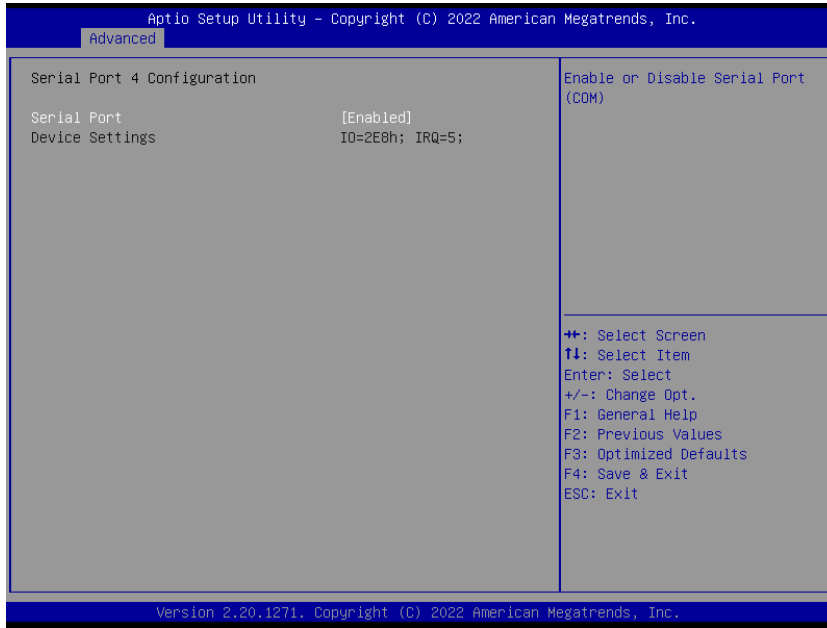 Aptio Setup Utility – Copyright (C) 2022 American Megatrends, Inc.
Advanced
Serial Port 4 Configuration
Serial Port [Enabled]
Device Settings IO=2E8h; IRQ=5;
Enable or Disable Serial Port
(COM)
→←: Select Screen
↑↓: Select Item
Enter: Select
+/-: Change Opt.
F1: General Help
F2: Previous Values
F3: Optimized Defaults
F4: Save & Exit
ESC: Exit
Version 2.20.1271. Copyright (C) 2022 American Megatrends, Inc.